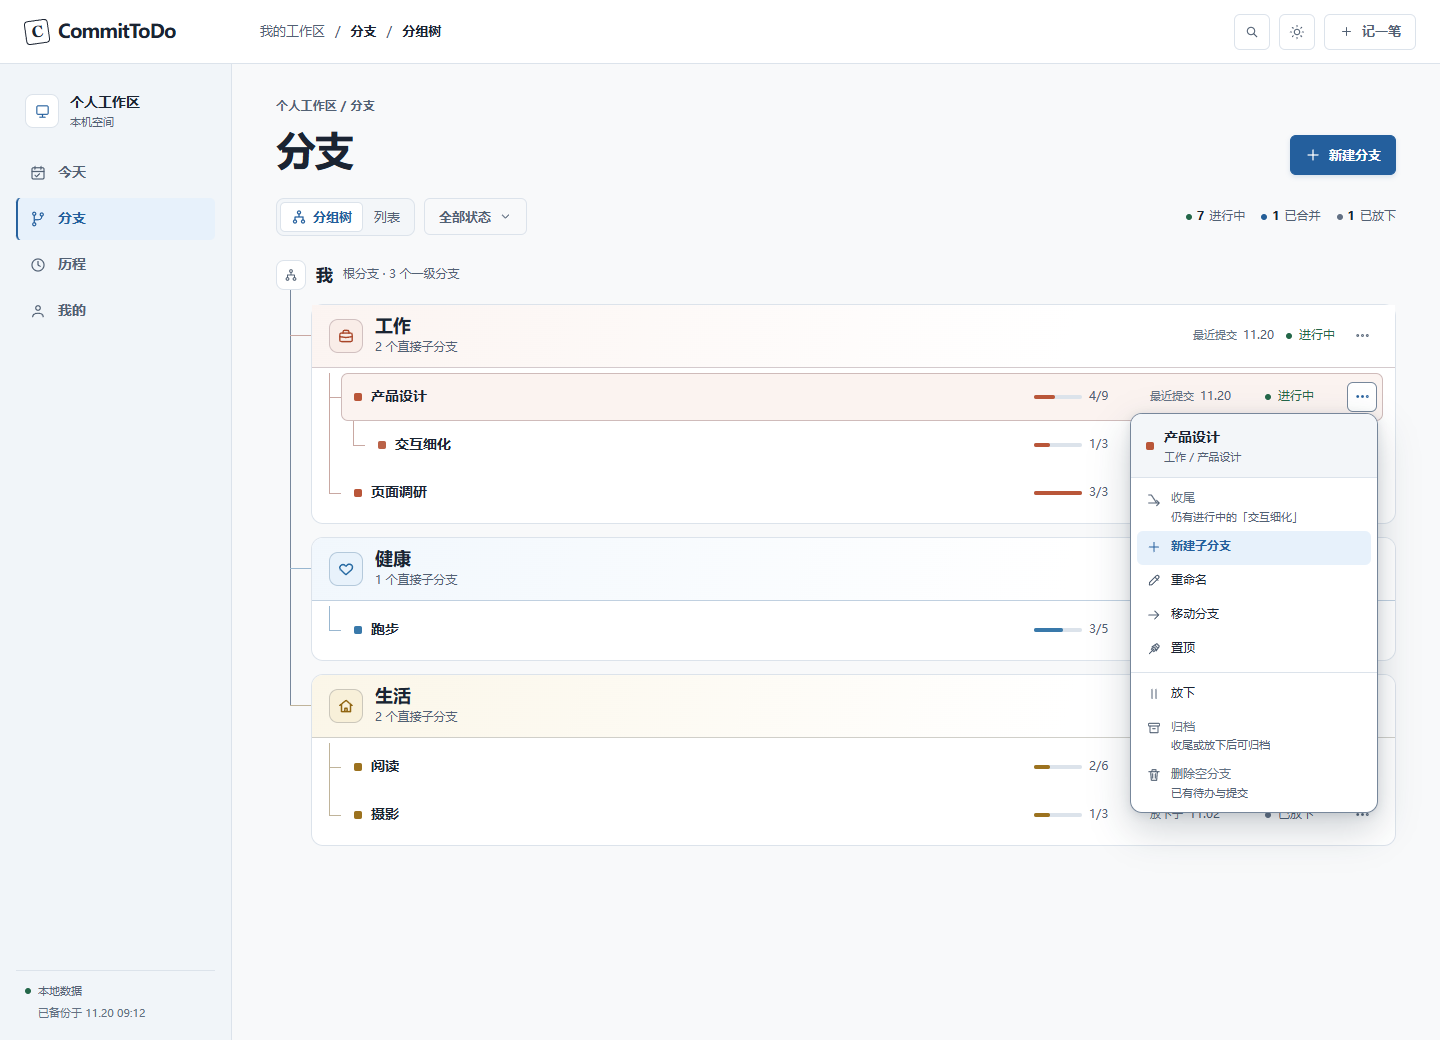 C CommitToDo
我的工作区 / 分支 / 分组树
记一笔
个人工作区
本机空间
今天
分支
历程
我的
本地数据
已备份于 11.20 09:12
个人工作区 / 分支
分支
新建分支
分组树 列表 全部状态
7 进行中 1 已合并 1 已放下
我 根分支 · 3 个一级分支
工作
2 个直接子分支
最近提交 11.20 进行中
产品设计 4/9 最近提交 11.20 进行中
交互细化 1/3
页面调研 3/3
健康
1 个直接子分支
跑步 3/5
生活
2 个直接子分支
阅读 2/6
摄影 1/3 放下于 11.02 已放下
产品设计
工作 / 产品设计
收尾
仍有进行中的「交互细化」
新建子分支
重命名
移动分支
置顶
放下
归档
收尾或放下后可归档
删除空分支
已有待办与提交